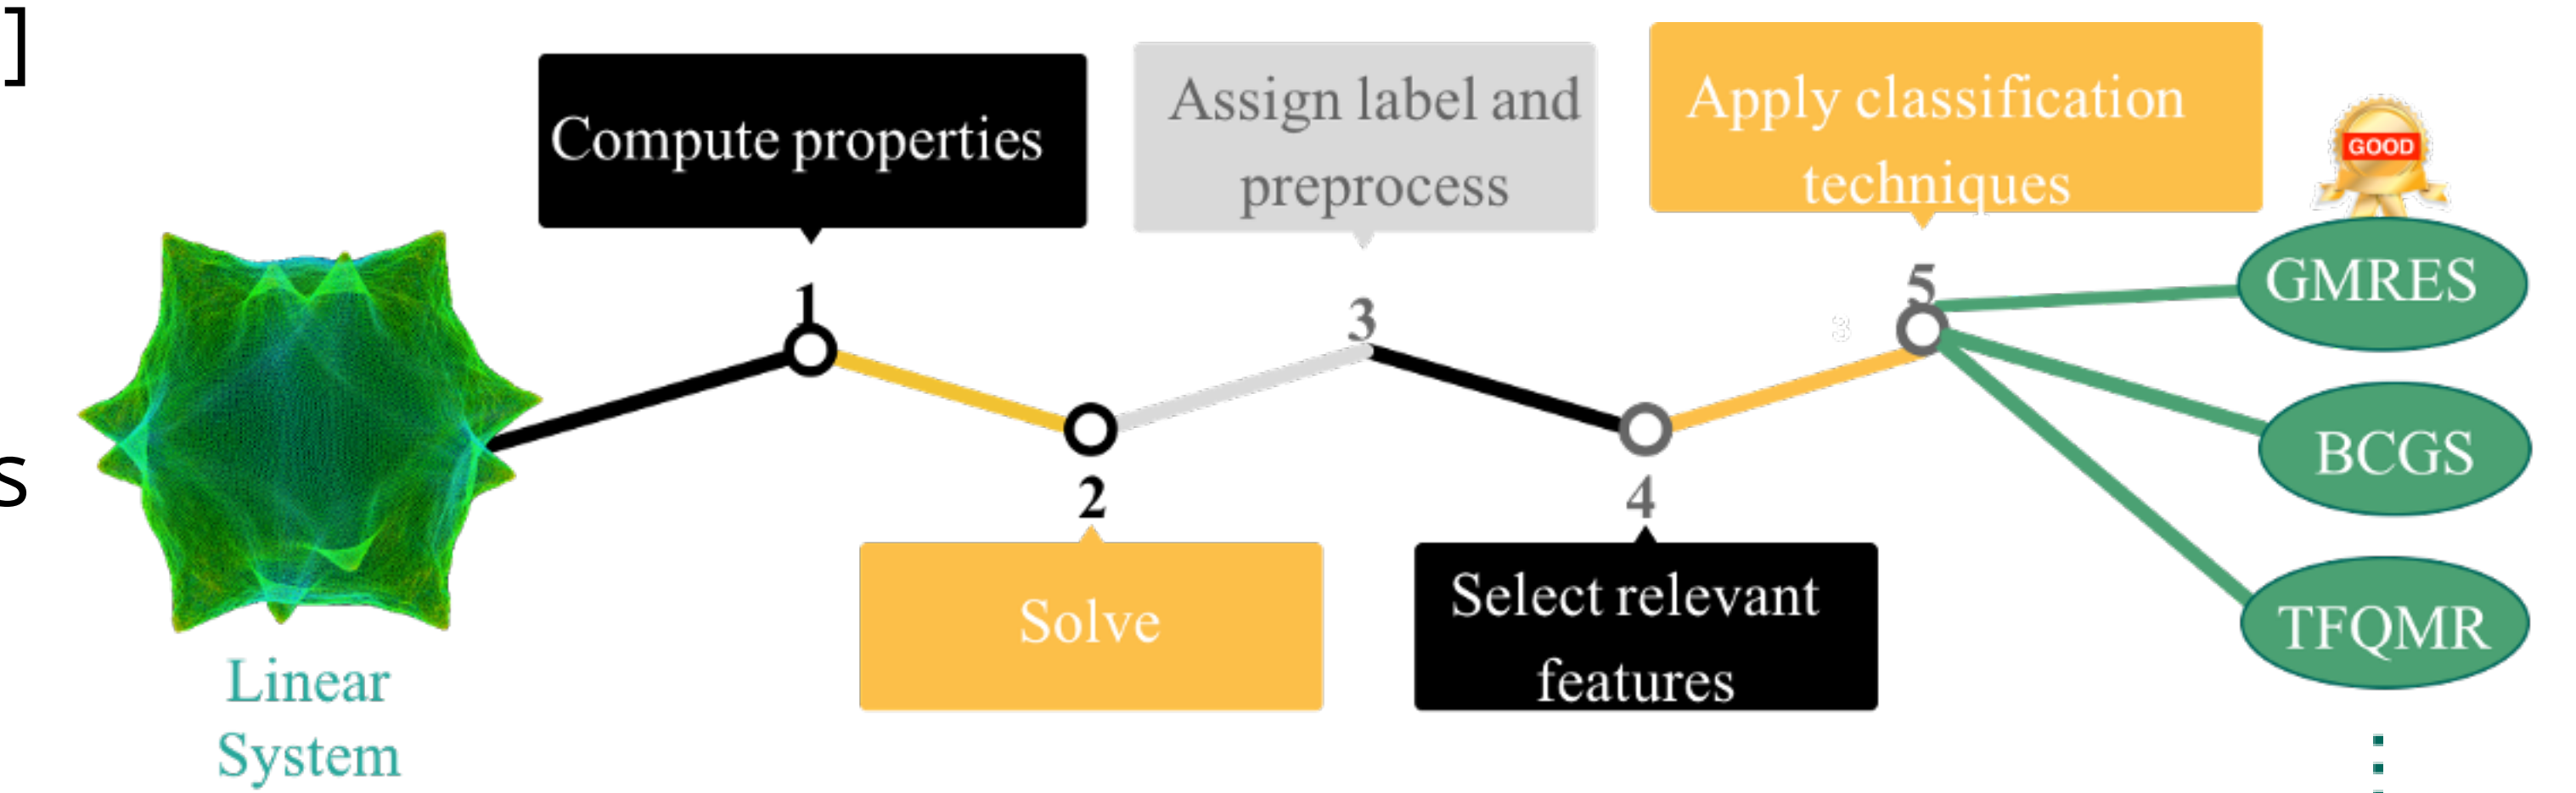 ]
s
Linear
System
Compute properties
1
2
Solve
Assign label and
preprocess
3
4
Select relevant
features
Apply classification
techniques
5
3
GOOD
GMRES
BCGS
TFQMR